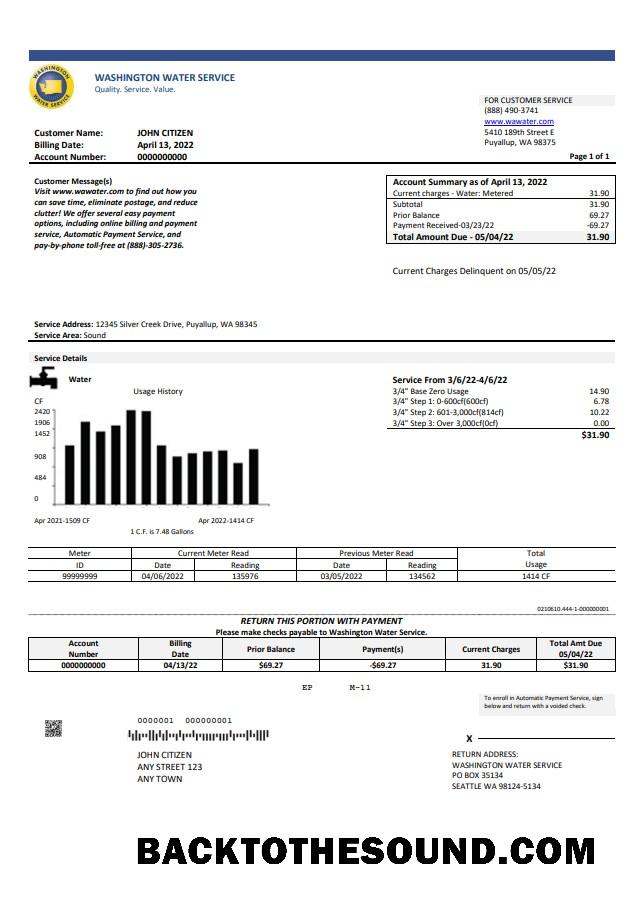 WASHINGTON
WATER SERVICE
WASHINGTON WATER SERVICE
Quality. Service. Value.
FOR CUSTOMER SERVICE
(888) 490-3741
www.wawater.com
5410 189th Street E
Puyallup, WA 98375
Customer Name: JOHN CITIZEN
Billing Date: April 13, 2022
Account Number: 0000000000
Page 1 of 1
Customer Message(s)
Visit www.wawater.com to find out how you
can save time, eliminate postage, and reduce
clutter! We offer several easy payment
options, including online billing and payment
service, Automatic Payment Service, and
pay-by-phone toll-free at (888)-305-2736.
Account Summary as of April 13, 2022
Current charges - Water: Metered 31.90
Subtotal 31.90
Prior Balance 69.27
Payment Received-03/23/22 -69.27
Total Amount Due - 05/04/22 31.90
Current Charges Delinquent on 05/05/22
Service Address: 12345 Silver Creek Drive, Puyallup, WA 98345
Service Area: Sound
Service Details
Water
Usage History
CF
2420
1906
1452
908
484
0
Apr 2021-1509 CF Apr 2022-1414 CF
1 C.F. is 7.48 Gallons
Service From 3/6/22-4/6/22
3/4" Base Zero Usage 14.90
3/4" Step 1: 0-600cf(600cf) 6.78
3/4" Step 2: 601-3,000cf(814cf) 10.22
3/4" Step 3: Over 3,000cf(0cf) 0.00
$31.90
Meter Current Meter Read Previous Meter Read Total
ID Date Reading Date Reading Usage
99999999 04/06/2022 135976 03/05/2022 134562 1414 CF
0210610.444-1-000000001
RETURN THIS PORTION WITH PAYMENT
Please make checks payable to Washington Water Service.
Account Billing Prior Balance Payment(s) Current Charges Total Amt Due
Number Date 05/04/22
0000000000 04/13/22 $69.27 -$69.27 31.90 $31.90
EP M-11
To enroll in Automatic Payment Service, sign
below and return with a voided check.
0000001 000000001
X
JOHN CITIZEN
ANY STREET 123
ANY TOWN
RETURN ADDRESS:
WASHINGTON WATER SERVICE
PO BOX 35134
SEATTLE WA 98124-5134
BACKTOTHESOUND.COM